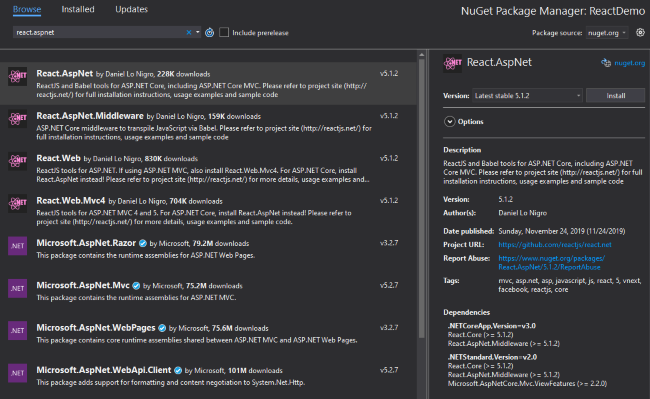 Browse Installed Updates NuGet Package Manager: ReactDemo
react.aspnet Include prerelease Package source: nuget.org
.NET React.AspNet by Daniel Lo Nigro, 228K downloads v5.1.2
ReactJS and Babel tools for ASP.NET Core, including ASP.NET Core MVC. Please refer to project site (http://
reactjs.net/) for full installation instructions, usage examples and sample code
.NET React.AspNet.Middleware by Daniel Lo Nigro, 159K downloads v5.1.2
ASP.NET Core middleware to transpile JavaScript via Babel. Please refer to project site (http://reactjs.net/) for
full installation instructions, usage examples and sample code
.NET React.Web by Daniel Lo Nigro, 830K downloads v5.1.2
ReactJS tools for ASP.NET. If using ASP.NET MVC, also install React.Web.Mvc4. For ASP.NET Core, install
React.AspNet instead! Please refer to project site (http://reactjs.net/) for more details, usage examples and...
.NET React.Web.Mvc4 by Daniel Lo Nigro, 704K downloads v5.1.2
ReactJS tools for ASP.NET MVC 4 and 5. For ASP.NET Core, install React.AspNet instead! Please refer to
project site (http://reactjs.net/) for more details, usage examples and sample code.
.NET Microsoft.AspNet.Razor by Microsoft, 79.2M downloads v3.2.7
This package contains the runtime assemblies for ASP.NET Web Pages.
.NET Microsoft.AspNet.Mvc by Microsoft, 75.2M downloads v5.2.7
This package contains the runtime assemblies for ASP.NET MVC.
.NET Microsoft.AspNet.WebPages by Microsoft, 75.6M downloads v3.2.7
This package contains core runtime assemblies shared between ASP.NET MVC and ASP.NET Web Pages.
.NET Microsoft.AspNet.WebApi.Client by Microsoft, 101M downloads v5.2.7
This package adds support for formatting and content negotiation to System.Net.Http.
.NET React.AspNet nuget.org
Version: Latest stable 5.1.2 Install
Options
Description
ReactJS and Babel tools for ASP.NET Core, including ASP.NET
Core MVC. Please refer to project site (http://reactjs.net/) for
full installation instructions, usage examples and sample code
Version: 5.1.2
Author(s): Daniel Lo Nigro
Date published: Sunday, November 24, 2019 (11/24/2019)
Project URL: https://github.com/reactjs/react.net
Report Abuse: https://www.nuget.org/packages/
React.AspNet/5.1.2/ReportAbuse
Tags: mvc, asp.net, asp, javascript, js, react, 5, vnext,
facebook, reactjs, core
Dependencies
.NETCoreApp,Version=v3.0
React.Core (>= 5.1.2)
React.AspNet.Middleware (>= 5.1.2)
.NETStandard,Version=v2.0
React.Core (>= 5.1.2)
React.AspNet.Middleware (>= 5.1.2)
Microsoft.AspNetCore.Mvc.ViewFeatures (>= 2.2.0)